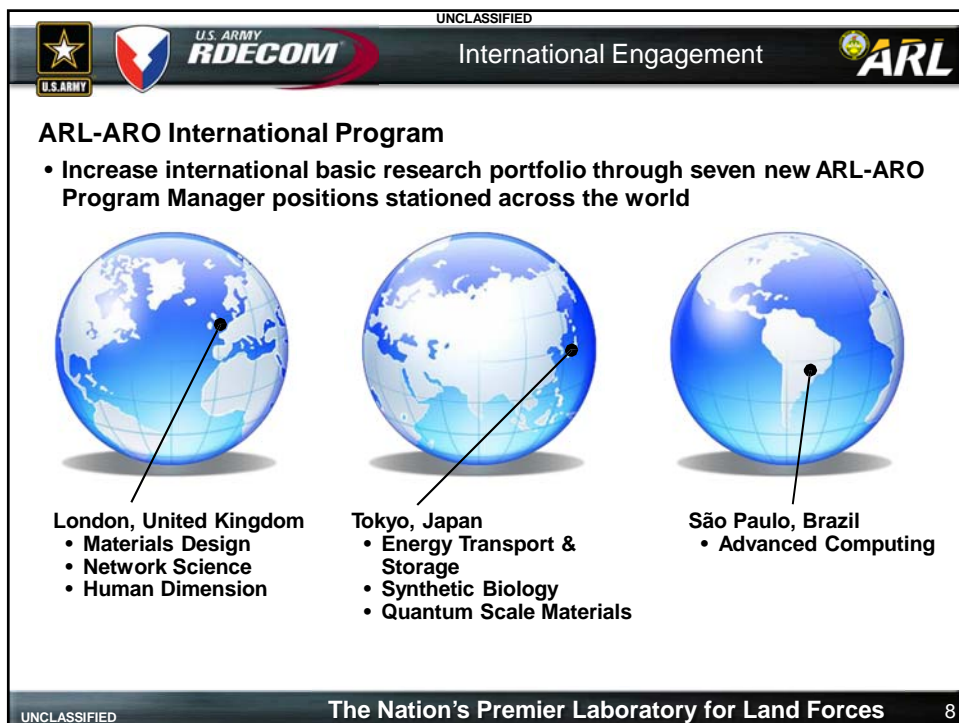 UNCLASSIFIED
U.S. ARMY
RDECOM
International Engagement
ARL
U.S.ARMY
ARL-ARO International Program
• Increase international basic research portfolio through seven new ARL-ARO
Program Manager positions stationed across the world
London, United Kingdom
• Materials Design
• Network Science
• Human Dimension
Tokyo, Japan
• Energy Transport &
Storage
• Synthetic Biology
• Quantum Scale Materials
São Paulo, Brazil
• Advanced Computing
UNCLASSIFIED
The Nation's Premier Laboratory for Land Forces
8